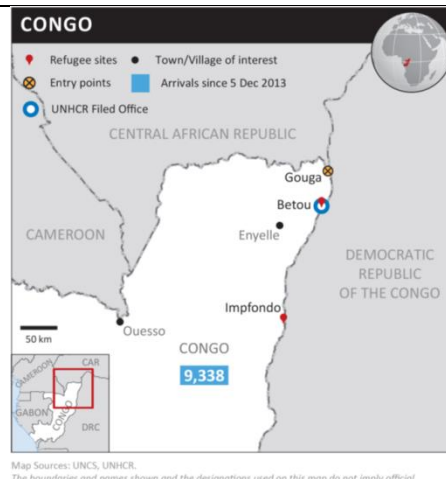 CONGO
Refugee sites
Town/Village of interest
Entry points
Arrivals since 5 Dec 2013
UNHCR Filed Office
CENTRAL AFRICAN REPUBLIC
Gouga
Betou
Enyelle
CAMEROON
DEMOCRATIC
REPUBLIC
OF THE CONGO
Impfondo
Ouesso
50 km
CONGO
9,338
CAMEROON
CAR
GABON
CONGO
DRC
Map Sources: UNCS, UNHCR.
The boundaries and names shown and the designations used on this map do not imply official